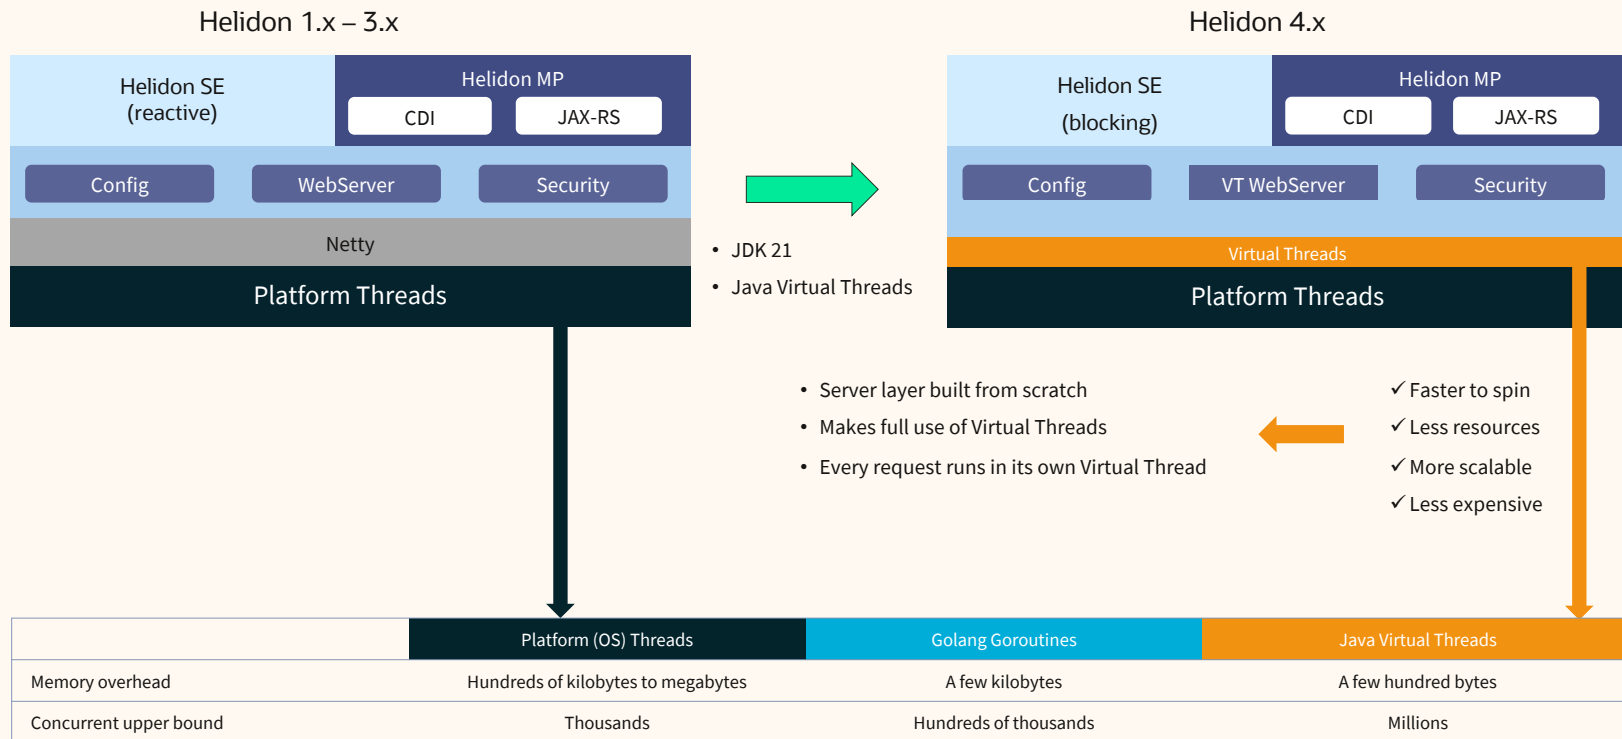 Helidon 1.x – 3.x
Helidon SE
(reactive)
Helidon MP
CDI
JAX-RS
Config
WebServer
Security
Netty
Platform Threads
• JDK 21
• Java Virtual Threads
Helidon 4.x
Helidon SE
(blocking)
Helidon MP
CDI
JAX-RS
Config
VT WebServer
Security
Virtual Threads
Platform Threads
• Server layer built from scratch
• Makes full use of Virtual Threads
• Every request runs in its own Virtual Thread
✓ Faster to spin
✓ Less resources
✓ More scalable
✓ Less expensive
Platform (OS) Threads
Golang Goroutines
Java Virtual Threads
Memory overhead
Hundreds of kilobytes to megabytes
A few kilobytes
A few hundred bytes
Concurrent upper bound
Thousands
Hundreds of thousands
Millions